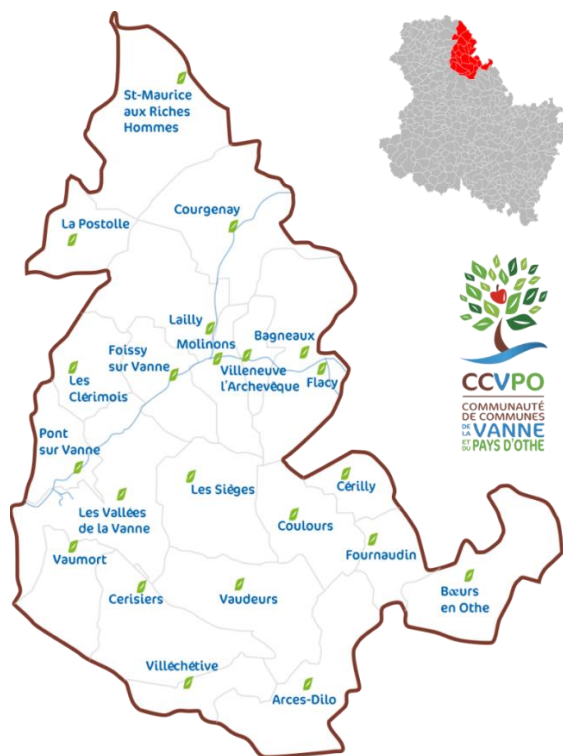 St-Maurice
aux Riches
Hommes
La Postolle
Courgenay
Lailly
Molinons
Bagneaux
Foissy
sur Vanne
Villeneuve
l'Archevêque
Flacy
Les
Clérimois
Pont
sur Vanne
Les Sièges
Cérilly
Les Vallées
de la Vanne
Coulours
Fournaudin
Vaumort
Cerisiers
Vaudeurs
Bœurs
en Othe
Villéchétive
Arces-Dilo
CCVPO
COMMUNAUTÉ
DE COMMUNES
DE LA VANNE
ET DU PAYS D'OTHE